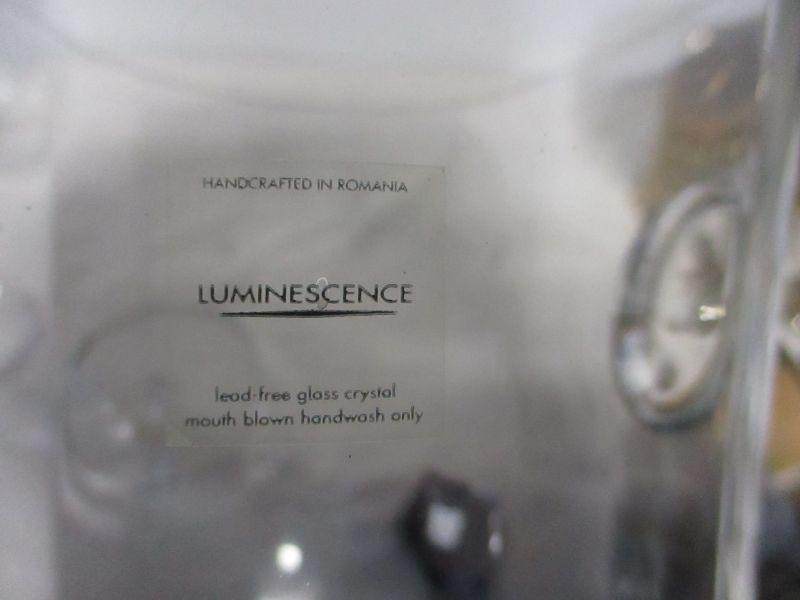 HANDCRAFTED IN ROMANIA
LUMINESCENCE
lead-free glass crystal
mouth blown handwash only